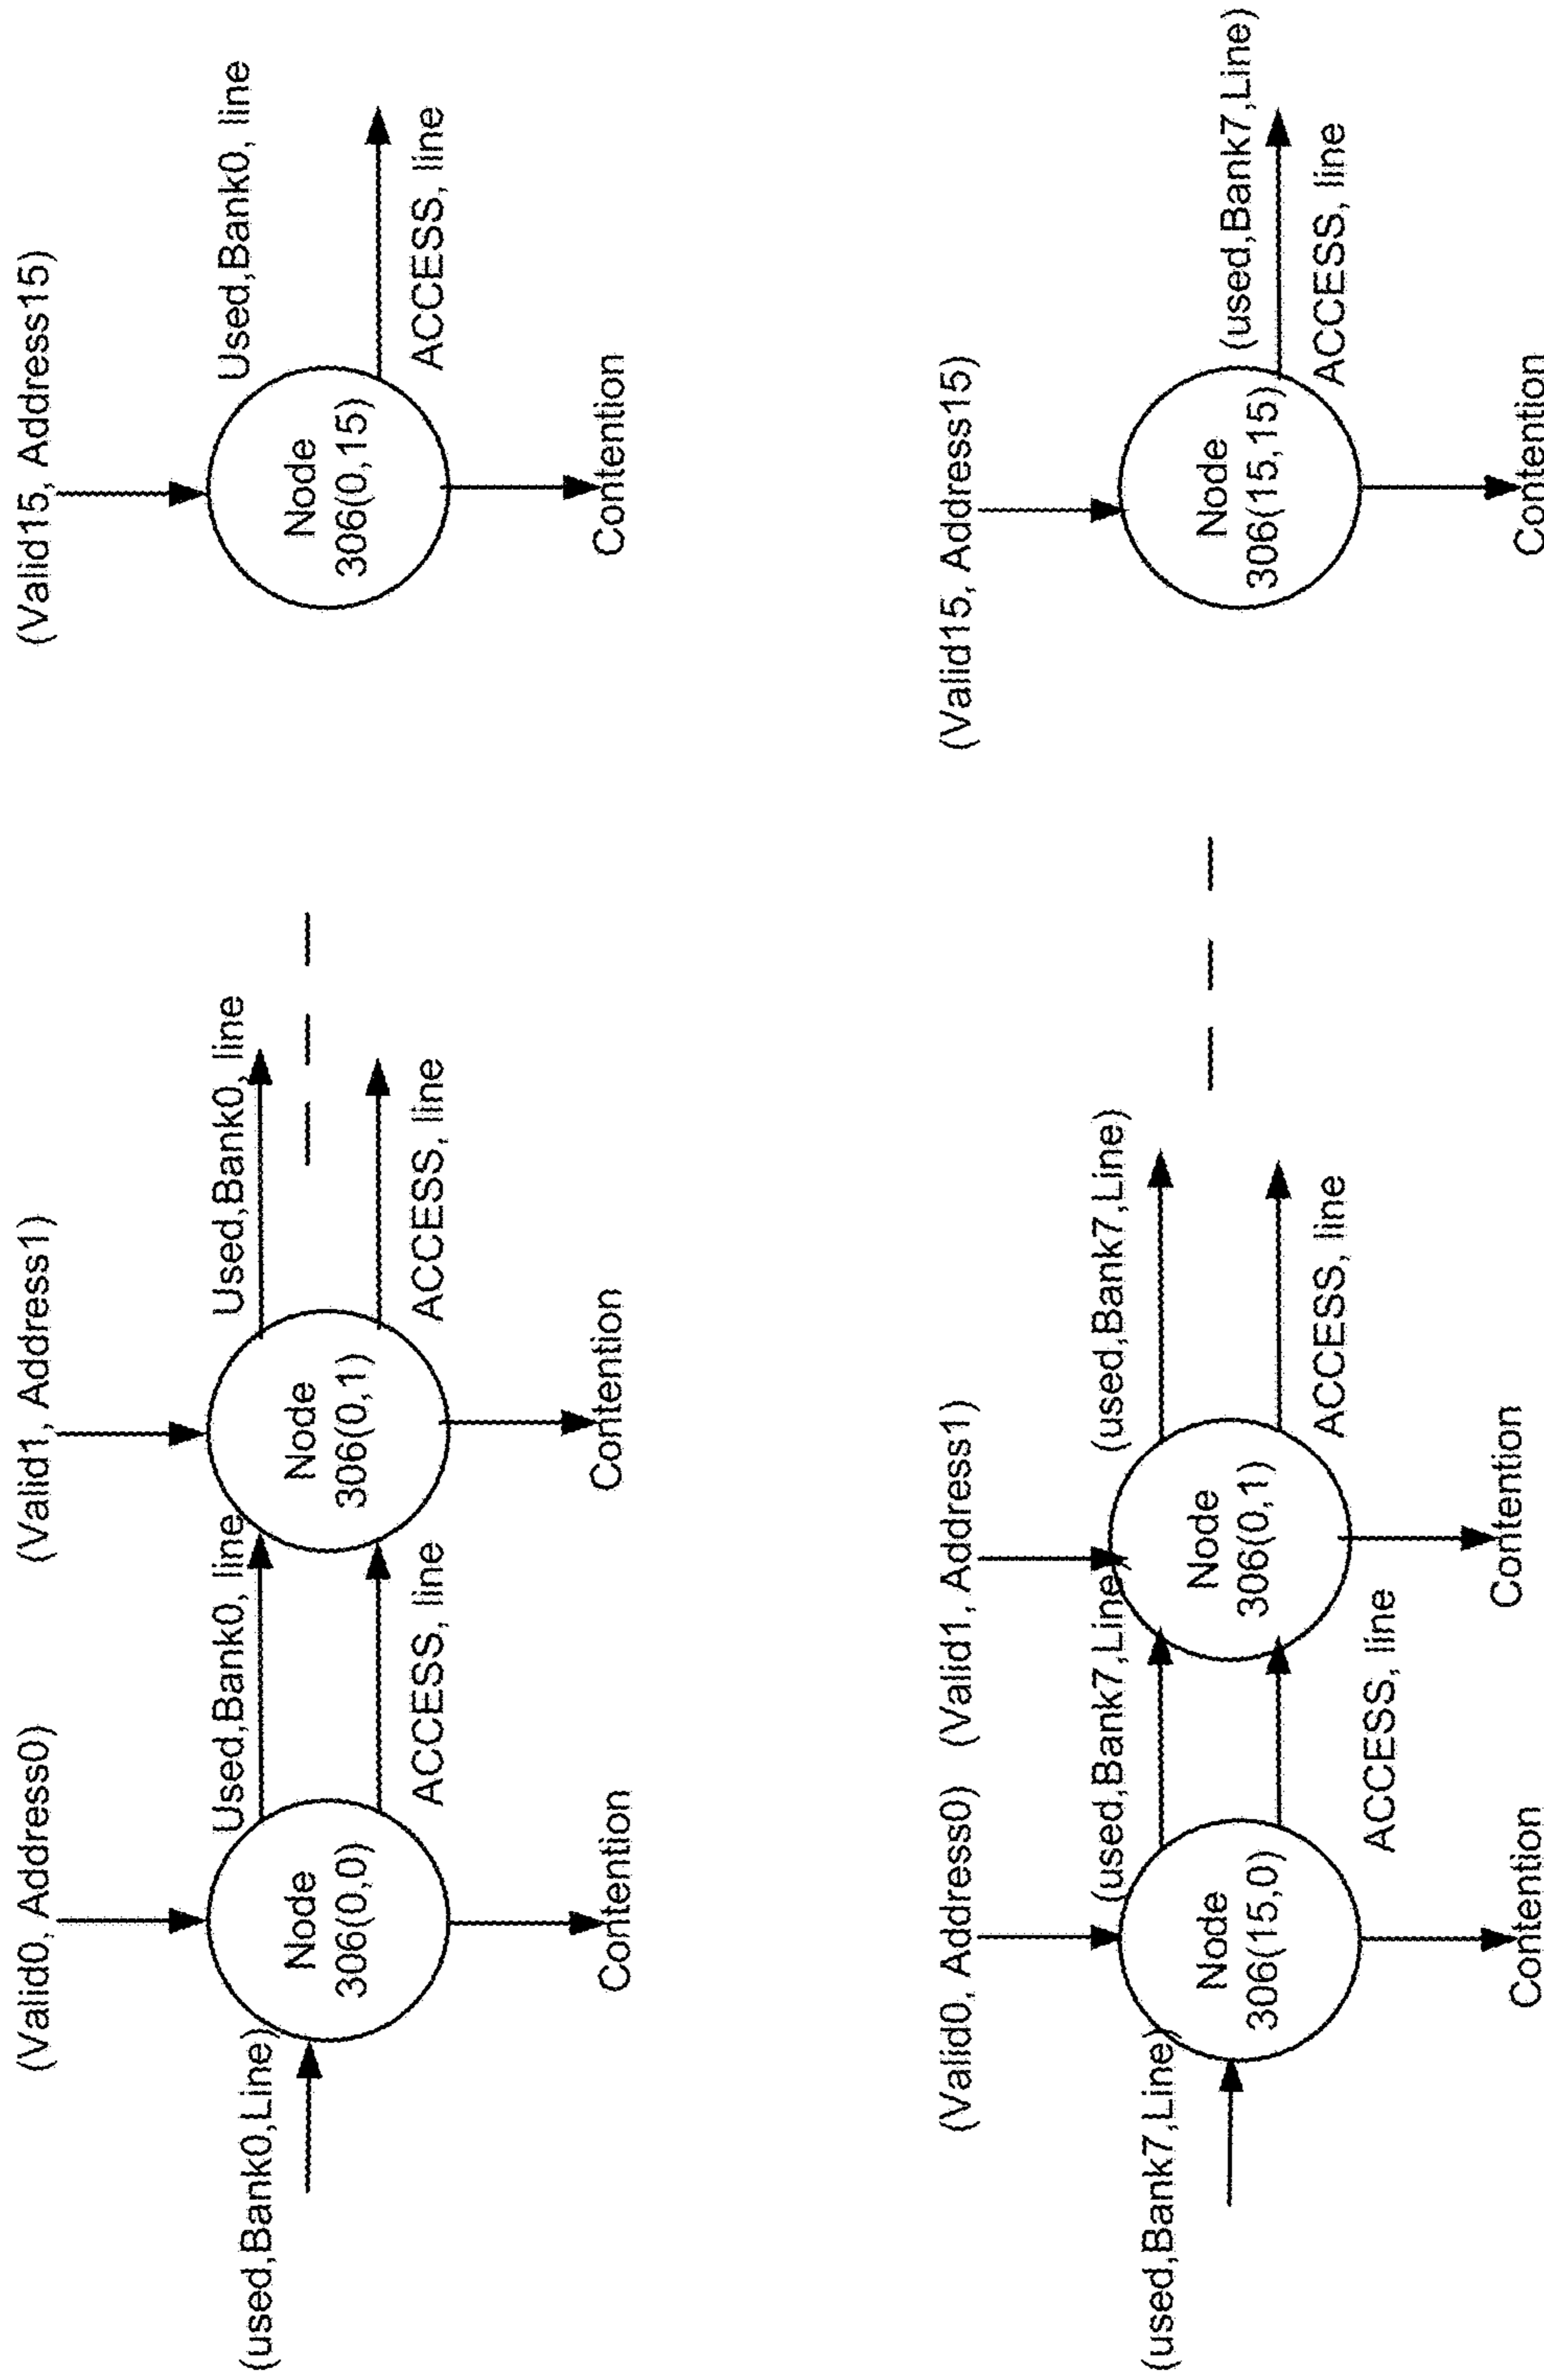 (Valid0, Address0)
(Valid1, Address1)
(Valid15, Address15)
(used,Bank0,Line)
Used,Bank0, line
Used,Bank0, line
Used,Bank0, line
Node
306(0,0)
Node
306(0,1)
Node
306(0,15)
ACCESS, line
ACCESS, line
ACCESS, line
Contention
Contention
Contention
(Valid0, Address0)
(Valid1, Address1)
(Valid15, Address15)
(used,Bank7,Line)
(used,Bank7,Line)
(used,Bank7,Line)
(used,Bank7,Line)
Node
306(15,0)
Node
306(0,1)
Node
306(15,15)
ACCESS, line
ACCESS, line
ACCESS, line
Contention
Contention
Contention